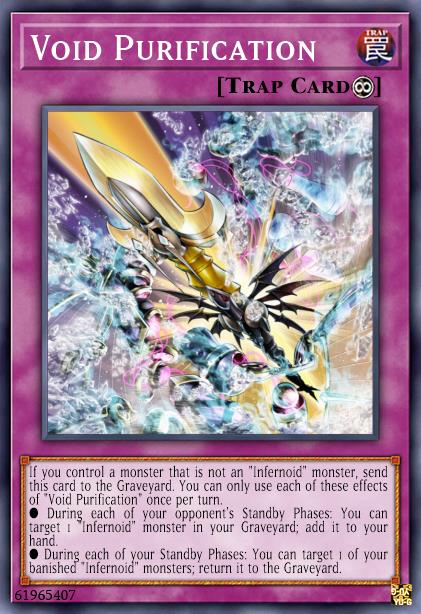 Void Purification
TRAP
罠
[Trap Card]
If you control a monster that is not an "Infernoid" monster, send
this card to the Graveyard. You can only use each of these effects
of "Void Purification" once per turn.
● During each of your opponent's Standby Phases: You can
target 1 "Infernoid" monster in your Graveyard; add it to your
hand.
● During each of your Standby Phases: You can target 1 of your
banished "Infernoid" monsters; return it to the Graveyard.
61965407